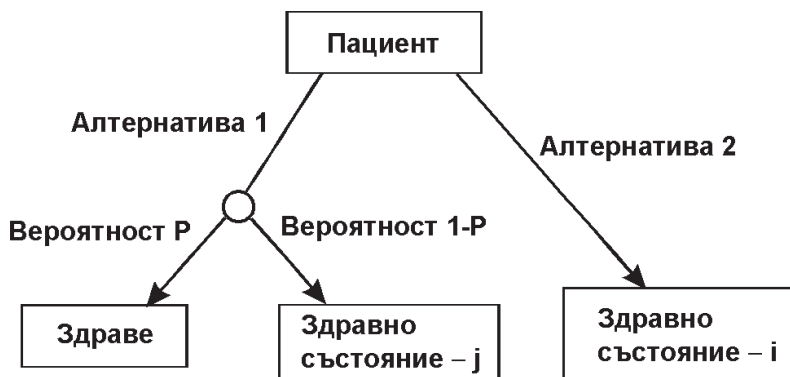 Пациент
Алтернатива 1
Алтернатива 2
Вероятност P
Вероятност 1-P
Здраве
Здравно
състояние – j
Здравно
състояние – i